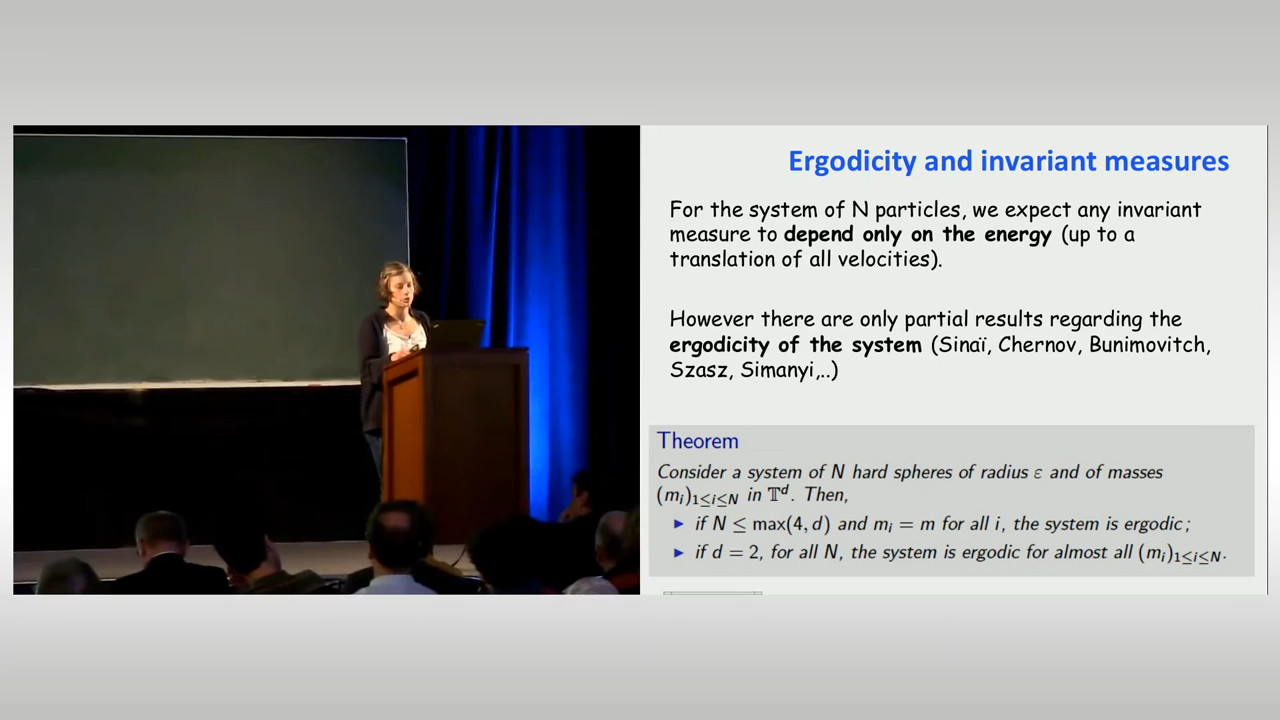 Ergodicity and invariant measures
For the system of N particles, we expect any invariant
measure to depend only on the energy (up to a
translation of all velocities).
However there are only partial results regarding the
ergodicity of the system (Sinaï, Chernov, Bunimovitch,
Szasz, Simanyi,..)
Theorem
Consider a system of N hard spheres of radius ε and of masses
(mᵢ)₁≤ᵢ≤N in 𝕋ᵈ. Then,
▶ if N ≤ max(4, d) and mᵢ = m for all i, the system is ergodic ;
▶ if d = 2, for all N, the system is ergodic for almost all (mᵢ)₁≤ᵢ≤N.